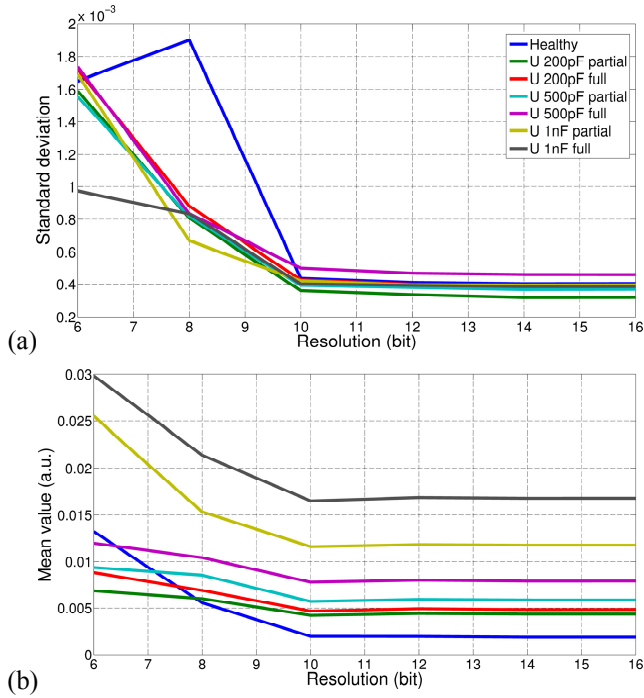 2 × 10⁻³
1.8
1.6
1.4
1.2
1
0.8
0.6
0.4
0.2
Standard deviation
Healthy
U 200pF partial
U 200pF full
U 500pF partial
U 500pF full
U 1nF partial
U 1nF full
6 7 8 9 10 11 12 13 14 15 16
Resolution (bit)
(a)
0.03
0.025
0.02
0.015
0.01
0.005
0
Mean value (a.u.)
6 7 8 9 10 11 12 13 14 15 16
Resolution (bit)
(b)